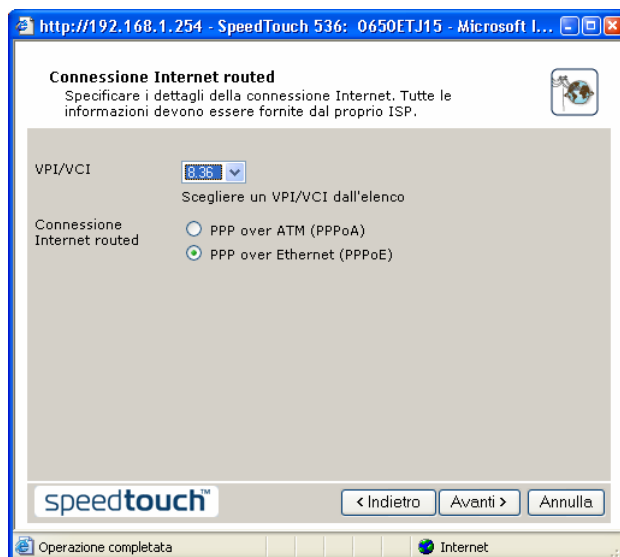 http://192.168.1.254 - SpeedTouch 536: 0650ETJ15 - Microsoft I...
Connessione Internet routed
Specificare i dettagli della connessione Internet. Tutte le
informazioni devono essere fornite dal proprio ISP.
VPI/VCI
8.36
Scegliere un VPI/VCI dall'elenco
Connessione
Internet routed
PPP over ATM (PPPoA)
PPP over Ethernet (PPPoE)
speedtouch™
< Indietro
Avanti >
Annulla
Operazione completata
Internet